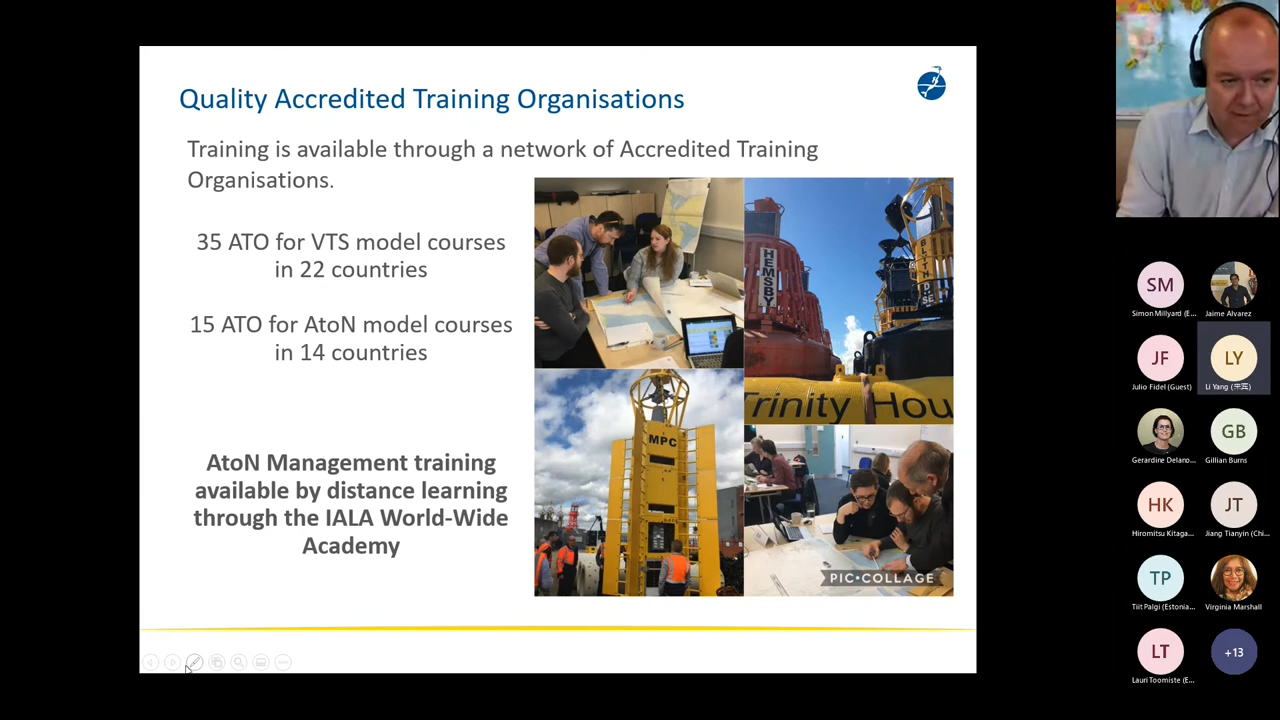 Quality Accredited Training Organisations
Training is available through a network of Accredited Training
Organisations.
35 ATO for VTS model courses
in 22 countries
15 ATO for AtoN model courses
in 14 countries
AtoN Management training
available by distance learning
through the IALA World-Wide
Academy
HEMSBY
Trinity Hou
MPC
PIC•COLLAGE
SM
Simon Millyard (E...
Jaime Alvarez
JF
Julio Fidel (Guest)
LY
Li Yang
Gerardine Delano...
GB
Gillian Burns
HK
Hiromitsu Kitaga...
JT
Jiang Tianyin (Chi...
TP
Tiit Palgi (Estonia...
Virginia Marshall
LT
Lauri Toomiste (E...
+13